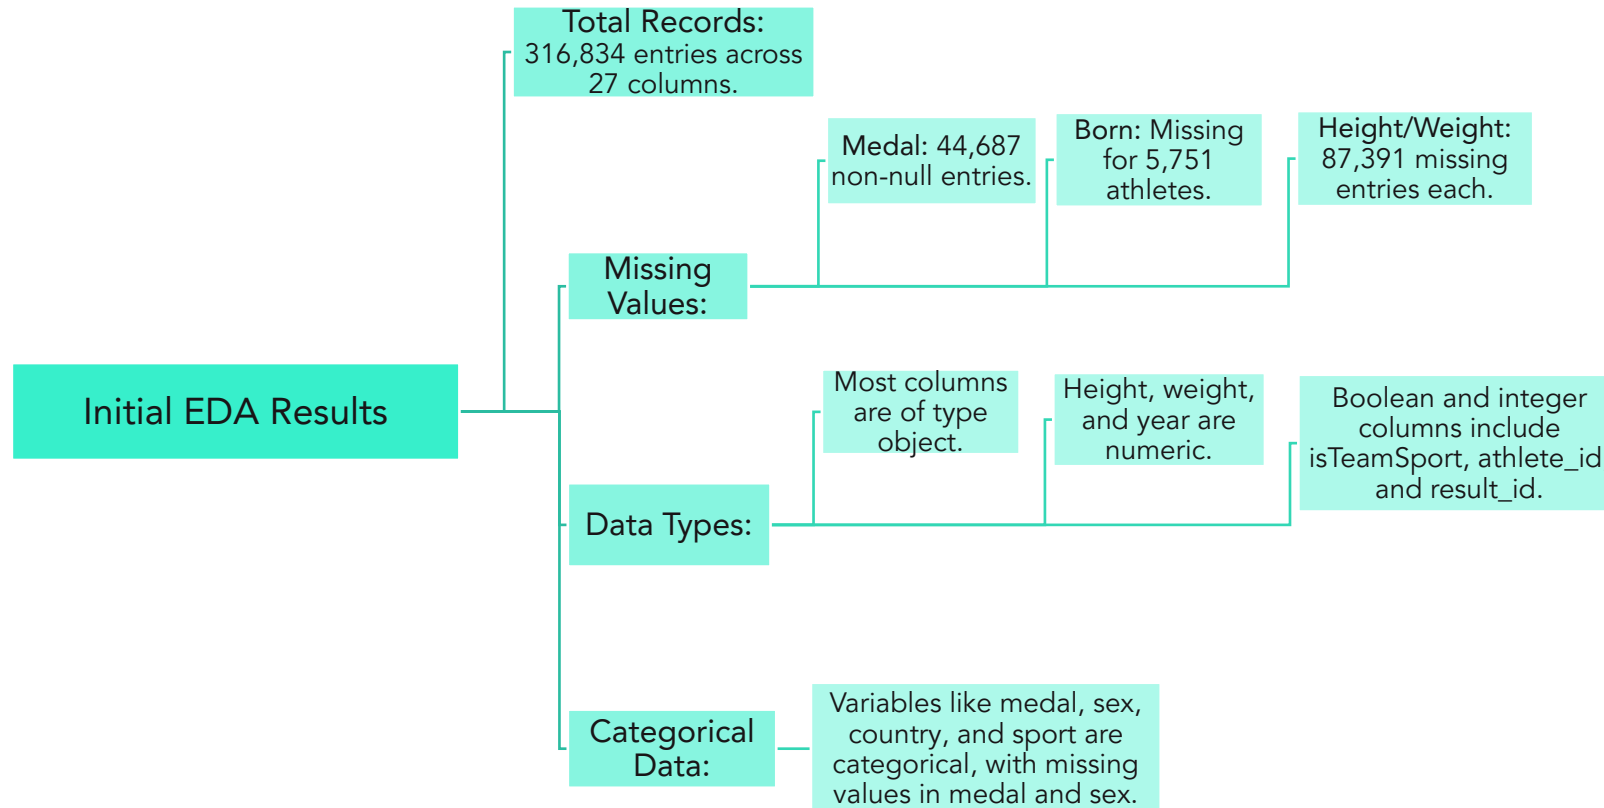 Total Records:
316,834 entries across
27 columns.
Medal: 44,687
non-null entries.
Born: Missing
for 5,751
athletes.
Height/Weight:
87,391 missing
entries each.
Missing
Values:
Initial EDA Results
Most columns
are of type
object.
Height, weight,
and year are
numeric.
Boolean and integer
columns include
isTeamSport, athlete_id
and result_id.
Data Types:
Categorical
Data:
Variables like medal, sex,
country, and sport are
categorical, with missing
values in medal and sex.